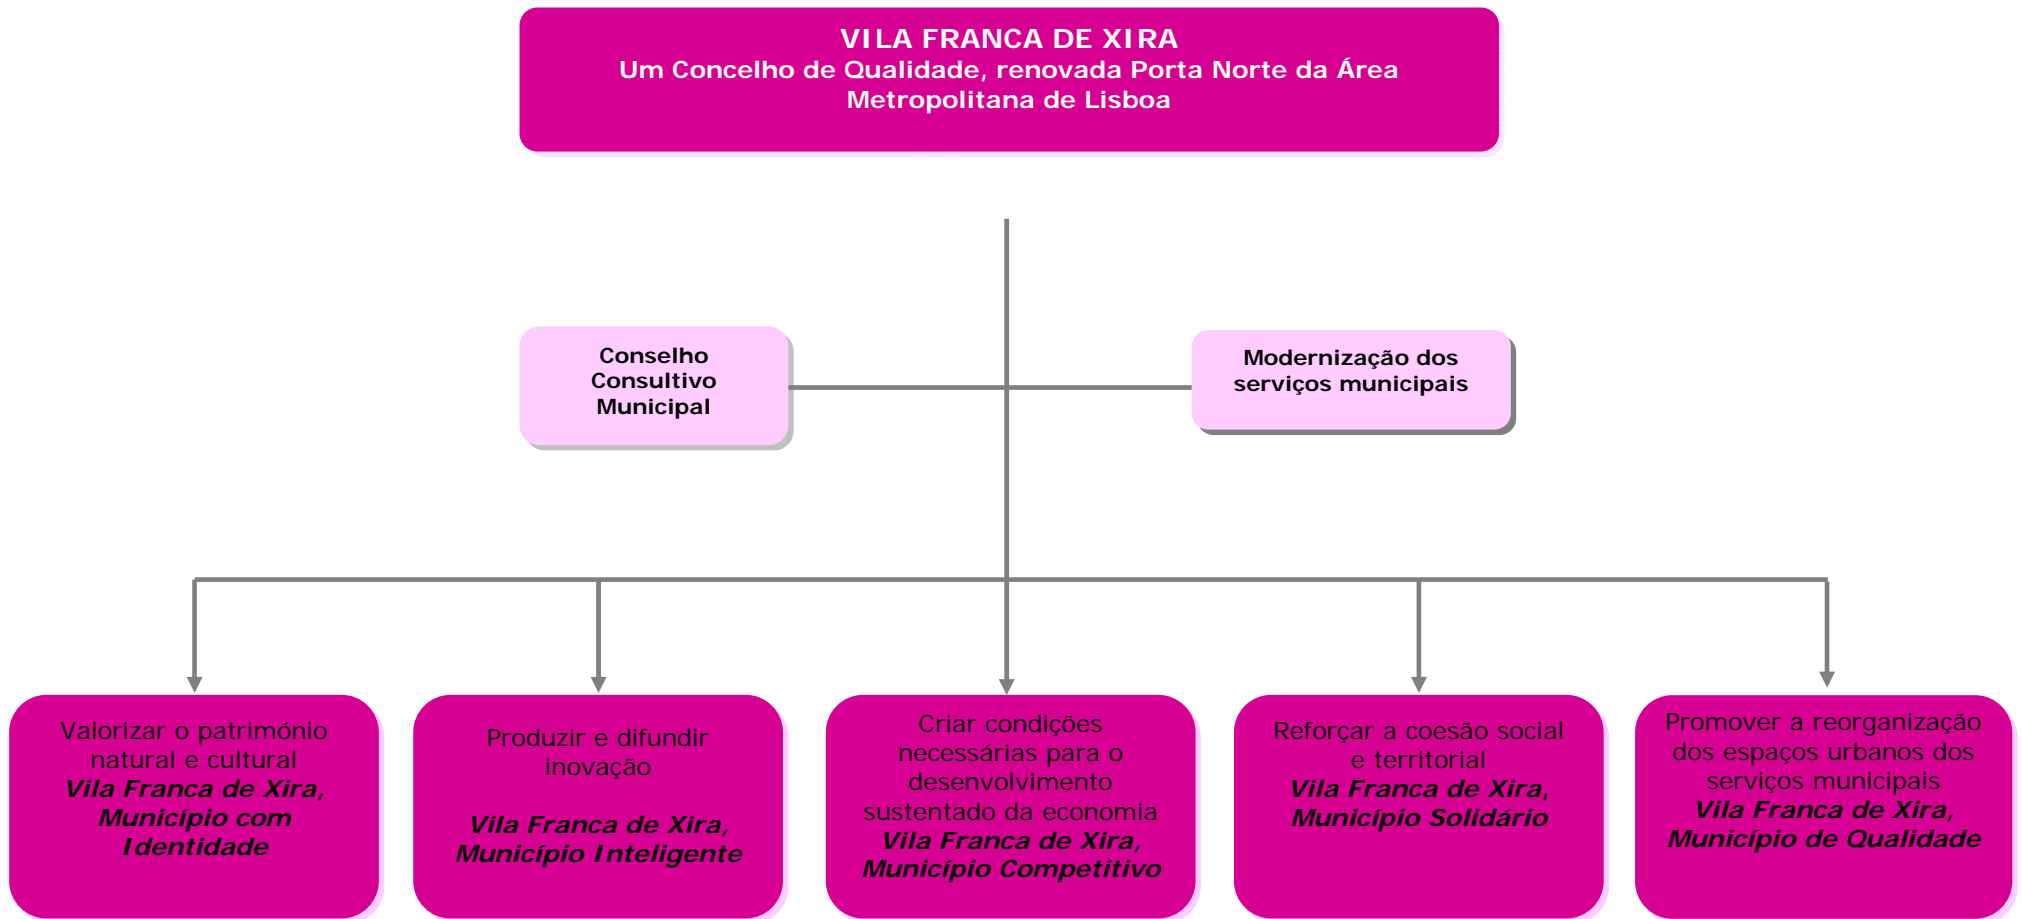 VILA FRANCA DE XIRA
Um Concelho de Qualidade, renovada Porta Norte da Área
Metropolitana de Lisboa
Conselho
Consultivo
Municipal
Modernização dos
serviços municipais
Valorizar o património
natural e cultural
Vila Franca de Xira,
Município com
Identidade
Produzir e difundir
inovação
Vila Franca de Xira,
Município Inteligente
Criar condições
necessárias para o
desenvolvimento
sustentado da economia
Vila Franca de Xira,
Município Competitivo
Reforçar a coesão social
e territorial
Vila Franca de Xira,
Município Solidário
Promover a reorganização
dos espaços urbanos dos
serviços municipais
Vila Franca de Xira,
Município de Qualidade